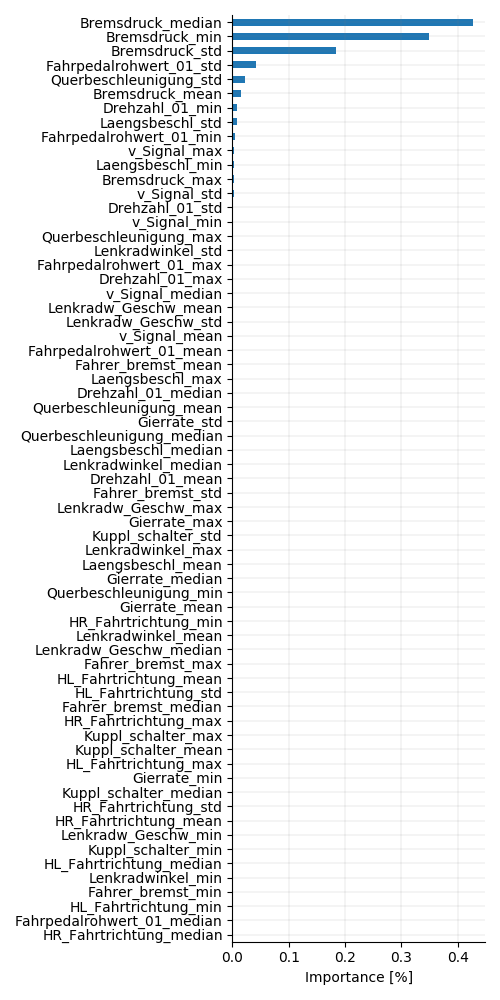 Bremsdruck_median
Bremsdruck_min
Bremsdruck_std
Fahrpedalrohwert_01_std
Querbeschleunigung_std
Bremsdruck_mean
Drehzahl_01_min
Laengsbeschl_std
Fahrpedalrohwert_01_min
v_Signal_max
Laengsbeschl_min
Bremsdruck_max
v_Signal_std
Drehzahl_01_std
v_Signal_min
Querbeschleunigung_max
Lenkradwinkel_std
Fahrpedalrohwert_01_max
Drehzahl_01_max
v_Signal_median
Lenkradw_Geschw_mean
Lenkradw_Geschw_std
v_Signal_mean
Fahrpedalrohwert_01_mean
Fahrer_bremst_mean
Laengsbeschl_max
Drehzahl_01_median
Querbeschleunigung_mean
Gierrate_std
Querbeschleunigung_median
Laengsbeschl_median
Lenkradwinkel_median
Drehzahl_01_mean
Fahrer_bremst_std
Lenkradw_Geschw_max
Gierrate_max
Kuppl_schalter_std
Lenkradwinkel_max
Laengsbeschl_mean
Gierrate_median
Querbeschleunigung_min
Gierrate_mean
HR_Fahrtrichtung_min
Lenkradwinkel_mean
Lenkradw_Geschw_median
Fahrer_bremst_max
HL_Fahrtrichtung_mean
HL_Fahrtrichtung_std
Fahrer_bremst_median
HR_Fahrtrichtung_max
Kuppl_schalter_max
Kuppl_schalter_mean
HL_Fahrtrichtung_max
Gierrate_min
Kuppl_schalter_median
HR_Fahrtrichtung_std
HR_Fahrtrichtung_mean
Lenkradw_Geschw_min
Kuppl_schalter_min
HL_Fahrtrichtung_median
Lenkradwinkel_min
Fahrer_bremst_min
HL_Fahrtrichtung_min
Fahrpedalrohwert_01_median
HR_Fahrtrichtung_median
0.0 0.1 0.2 0.3 0.4
Importance [%]